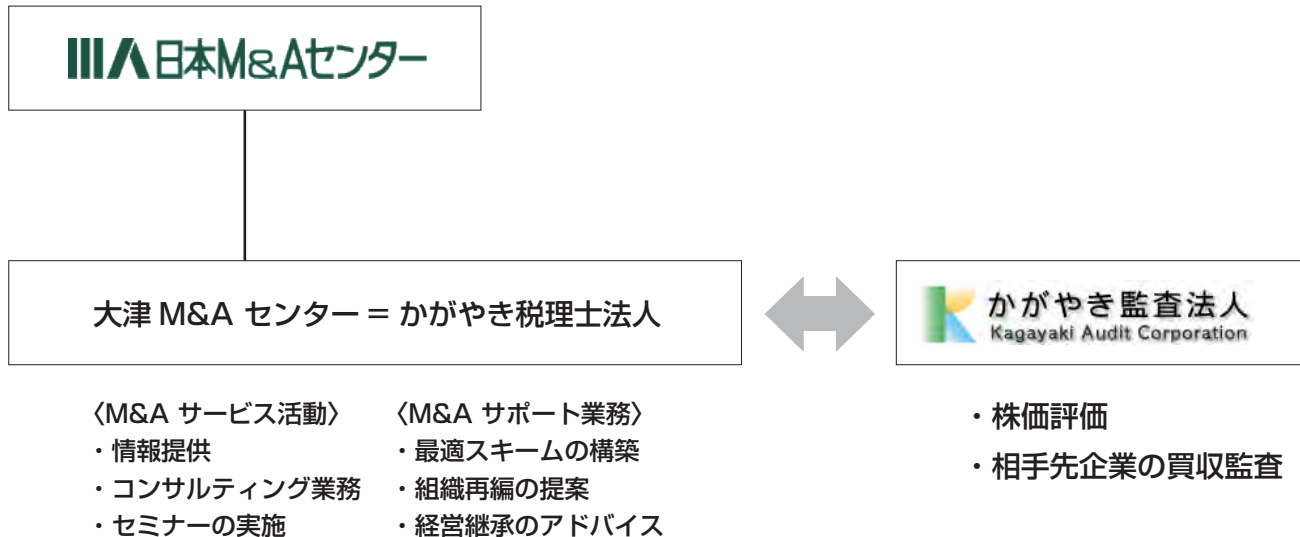 日本M&Aセンター
大津 M&A センター = かがやき税理士法人
かがやき監査法人
Kagayaki Audit Corporation
〈M&A サービス活動〉
・情報提供
・コンサルティング業務
・セミナーの実施
〈M&A サポート業務〉
・最適スキームの構築
・組織再編の提案
・経営継承のアドバイス
・株価評価
・相手先企業の買収監査